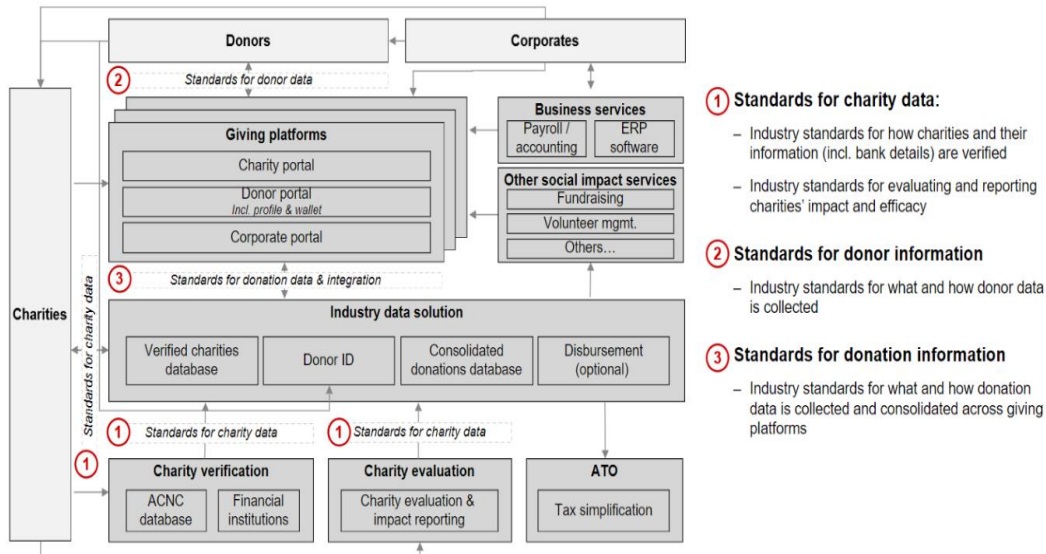 Donors
Corporates
2
Standards for donor data
Giving platforms
Charity portal
Donor portal
Incl. profile & wallet
Corporate portal
Business services
Payroll /
accounting
ERP
software
Other social impact services
Fundraising
Volunteer mgmt.
Others...
3
Standards for donation data & integration
Charities
Standards for charity data
Industry data solution
Verified charities
database
Donor ID
Consolidated
donations database
Disbursement
(optional)
1
Standards for charity data
1
Standards for charity data
1
Charity verification
ACNC
database
Financial
institutions
Charity evaluation
Charity evaluation &
impact reporting
ATO
Tax simplification
1 Standards for charity data:
– Industry standards for how charities and their
information (incl. bank details) are verified
– Industry standards for evaluating and reporting
charities' impact and efficacy
2 Standards for donor information
– Industry standards for what and how donor data
is collected
3 Standards for donation information
– Industry standards for what and how donation
data is collected and consolidated across giving
platforms